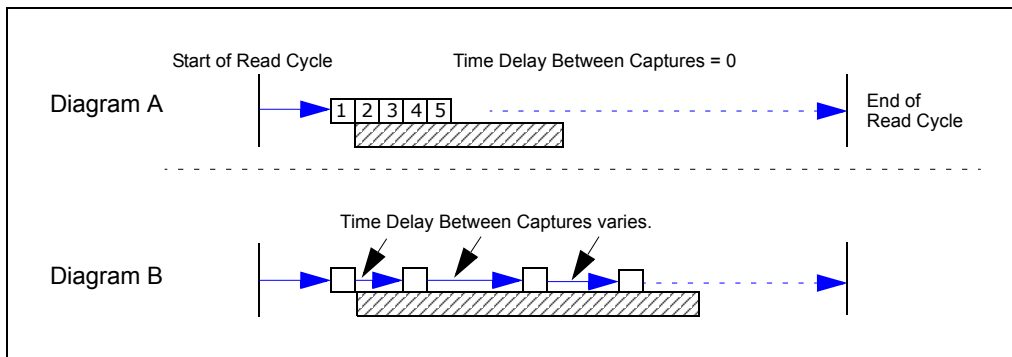 Start of Read Cycle
Time Delay Between Captures = 0
Diagram A
1 2 3 4 5
End of
Read Cycle
Time Delay Between Captures varies.
Diagram B